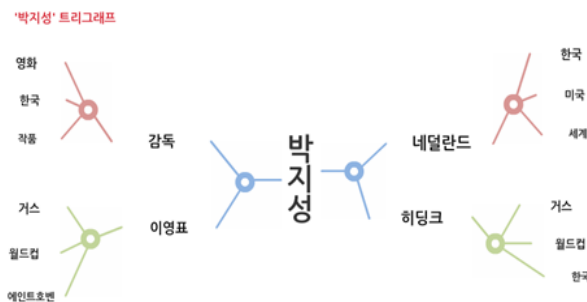 '박지성' 트리그래프
영화
한국
작품
감독
거스
월드컵
에인트호벤
이영표
박지성
네덜란드
한국
미국
세계
히딩크
거스
월드컵
한국